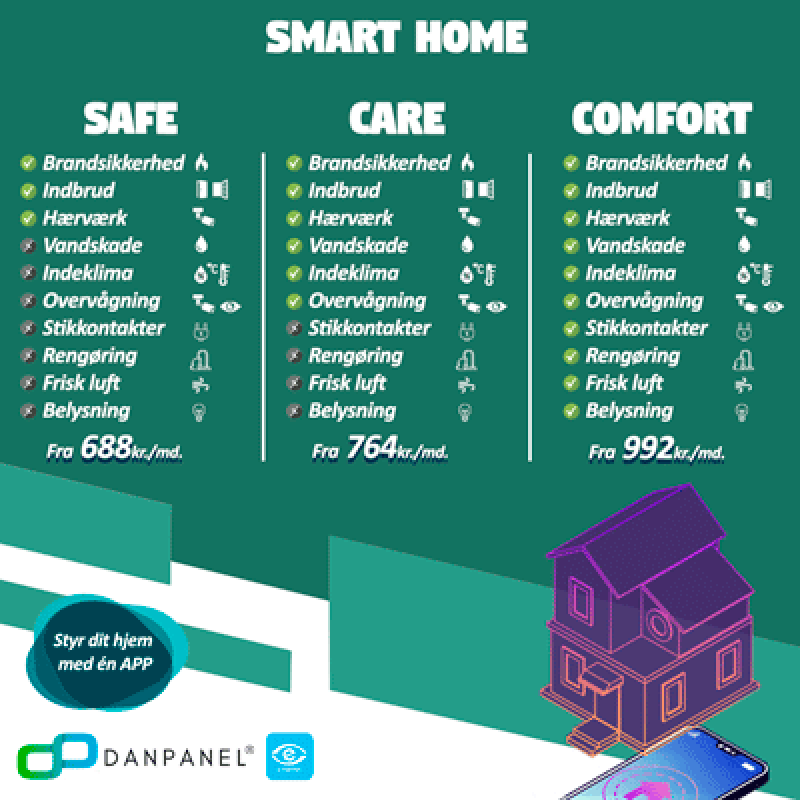 SMART HOME
SAFE
Brandsikkerhed
Indbrud
Hærværk
Vandskade
Indeklima
Overvågning
Stikkontakter
Rengøring
Frisk luft
Belysning
Fra 688kr./md.
CARE
Brandsikkerhed
Indbrud
Hærværk
Vandskade
Indeklima
Overvågning
Stikkontakter
Rengøring
Frisk luft
Belysning
Fra 764kr./md.
COMFORT
Brandsikkerhed
Indbrud
Hærværk
Vandskade
Indeklima
Overvågning
Stikkontakter
Rengøring
Frisk luft
Belysning
Fra 992kr./md.
Styr dit hjem
med én APP
DANPANEL®